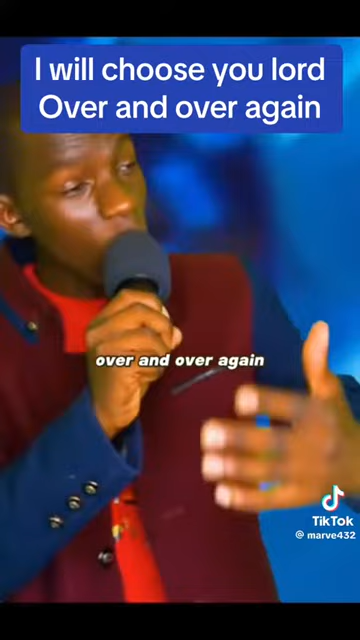 I will choose you lord
Over and over again
over and over again
TikTok
@ marve432